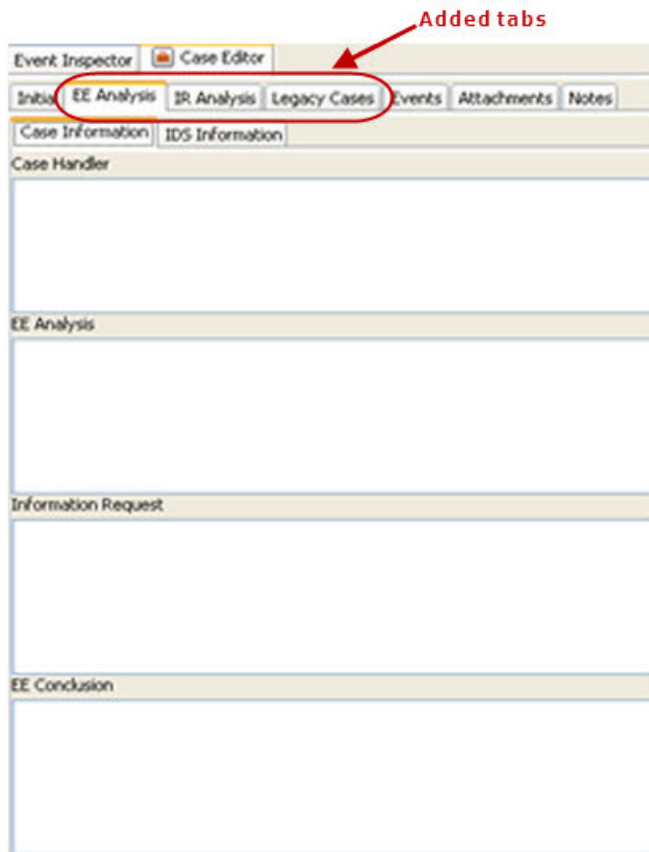 Added tabs
Event Inspector Case Editor
Initia EE Analysis IR Analysis Legacy Cases Events Attachments Notes
Case Information IDS Information
Case Handler
EE Analysis
Information Request
EE Conclusion